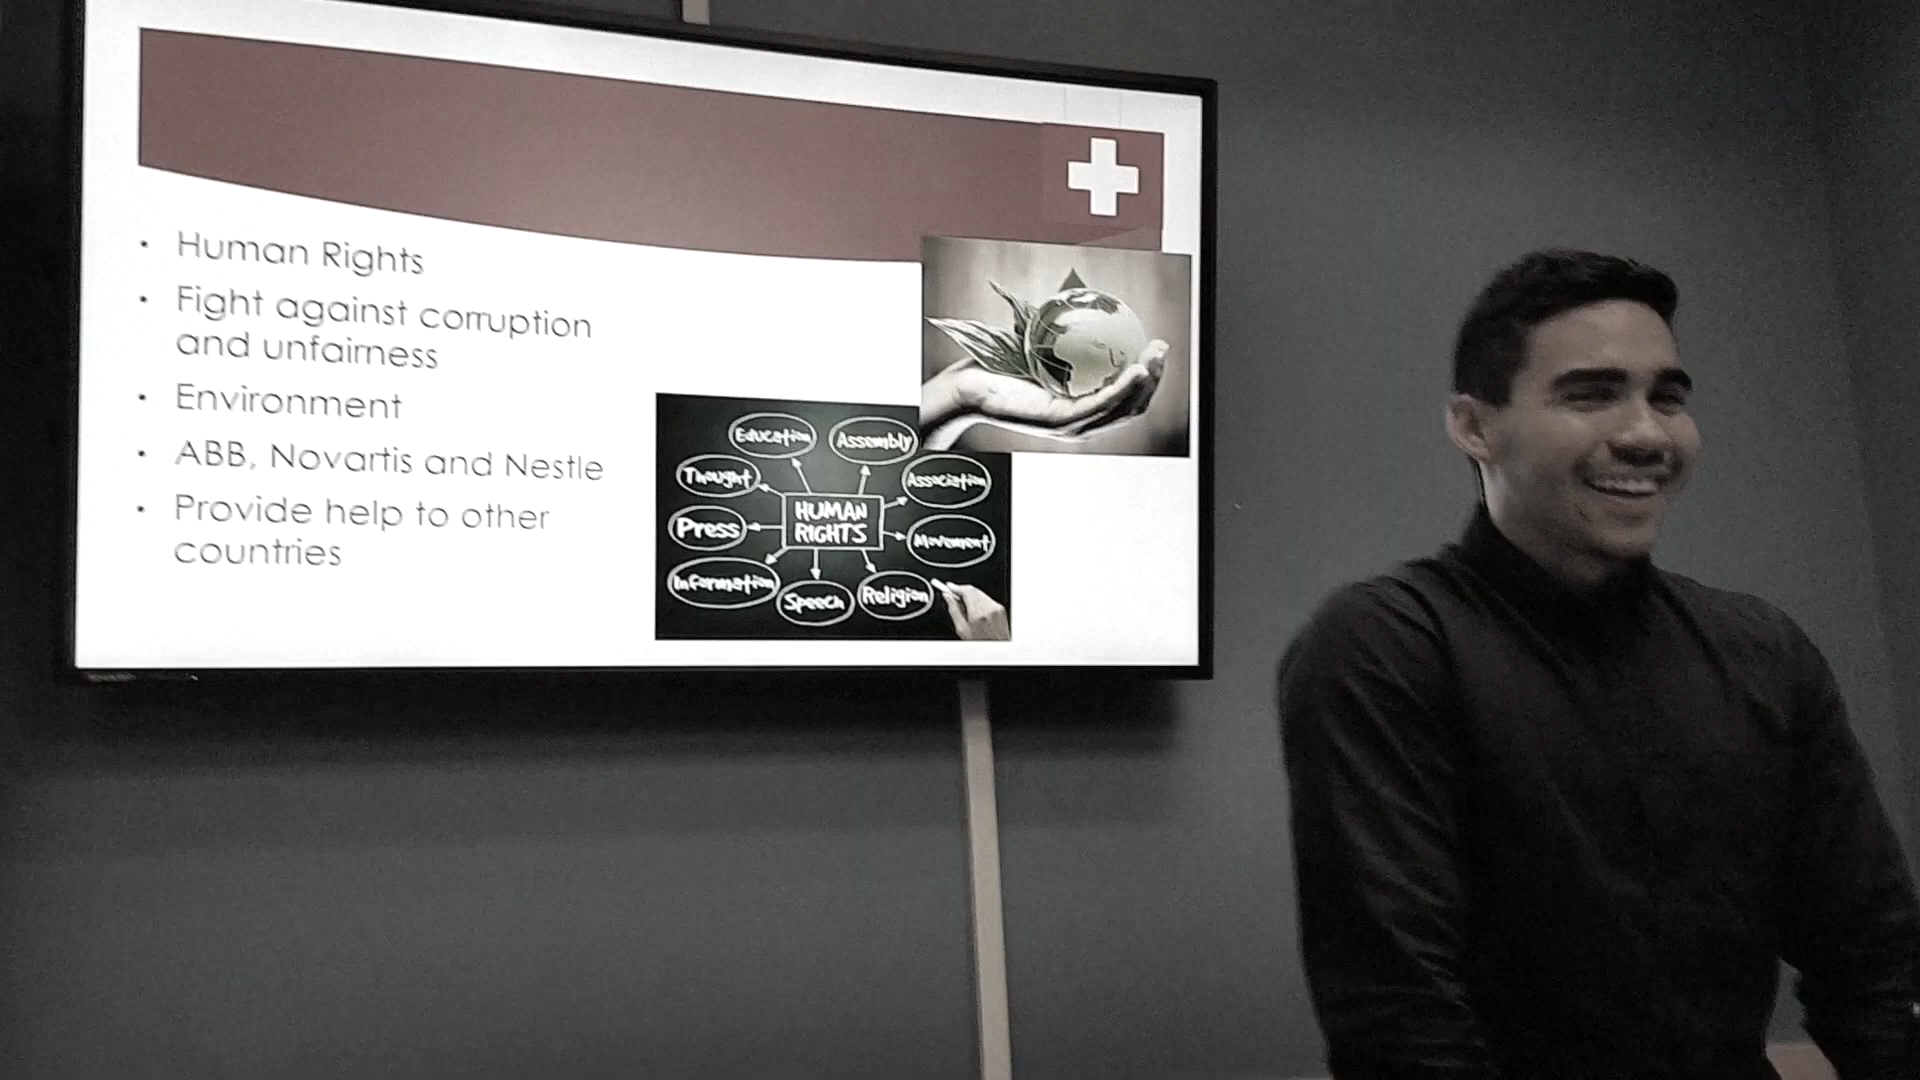 • Human Rights
• Fight against corruption
and unfairness
• Environment
• ABB, Novartis and Nestle
• Provide help to other
countries
Education
Assembly
Thought
Association
HUMAN
RIGHTS
Press
Movement
Information
Speech
Religion